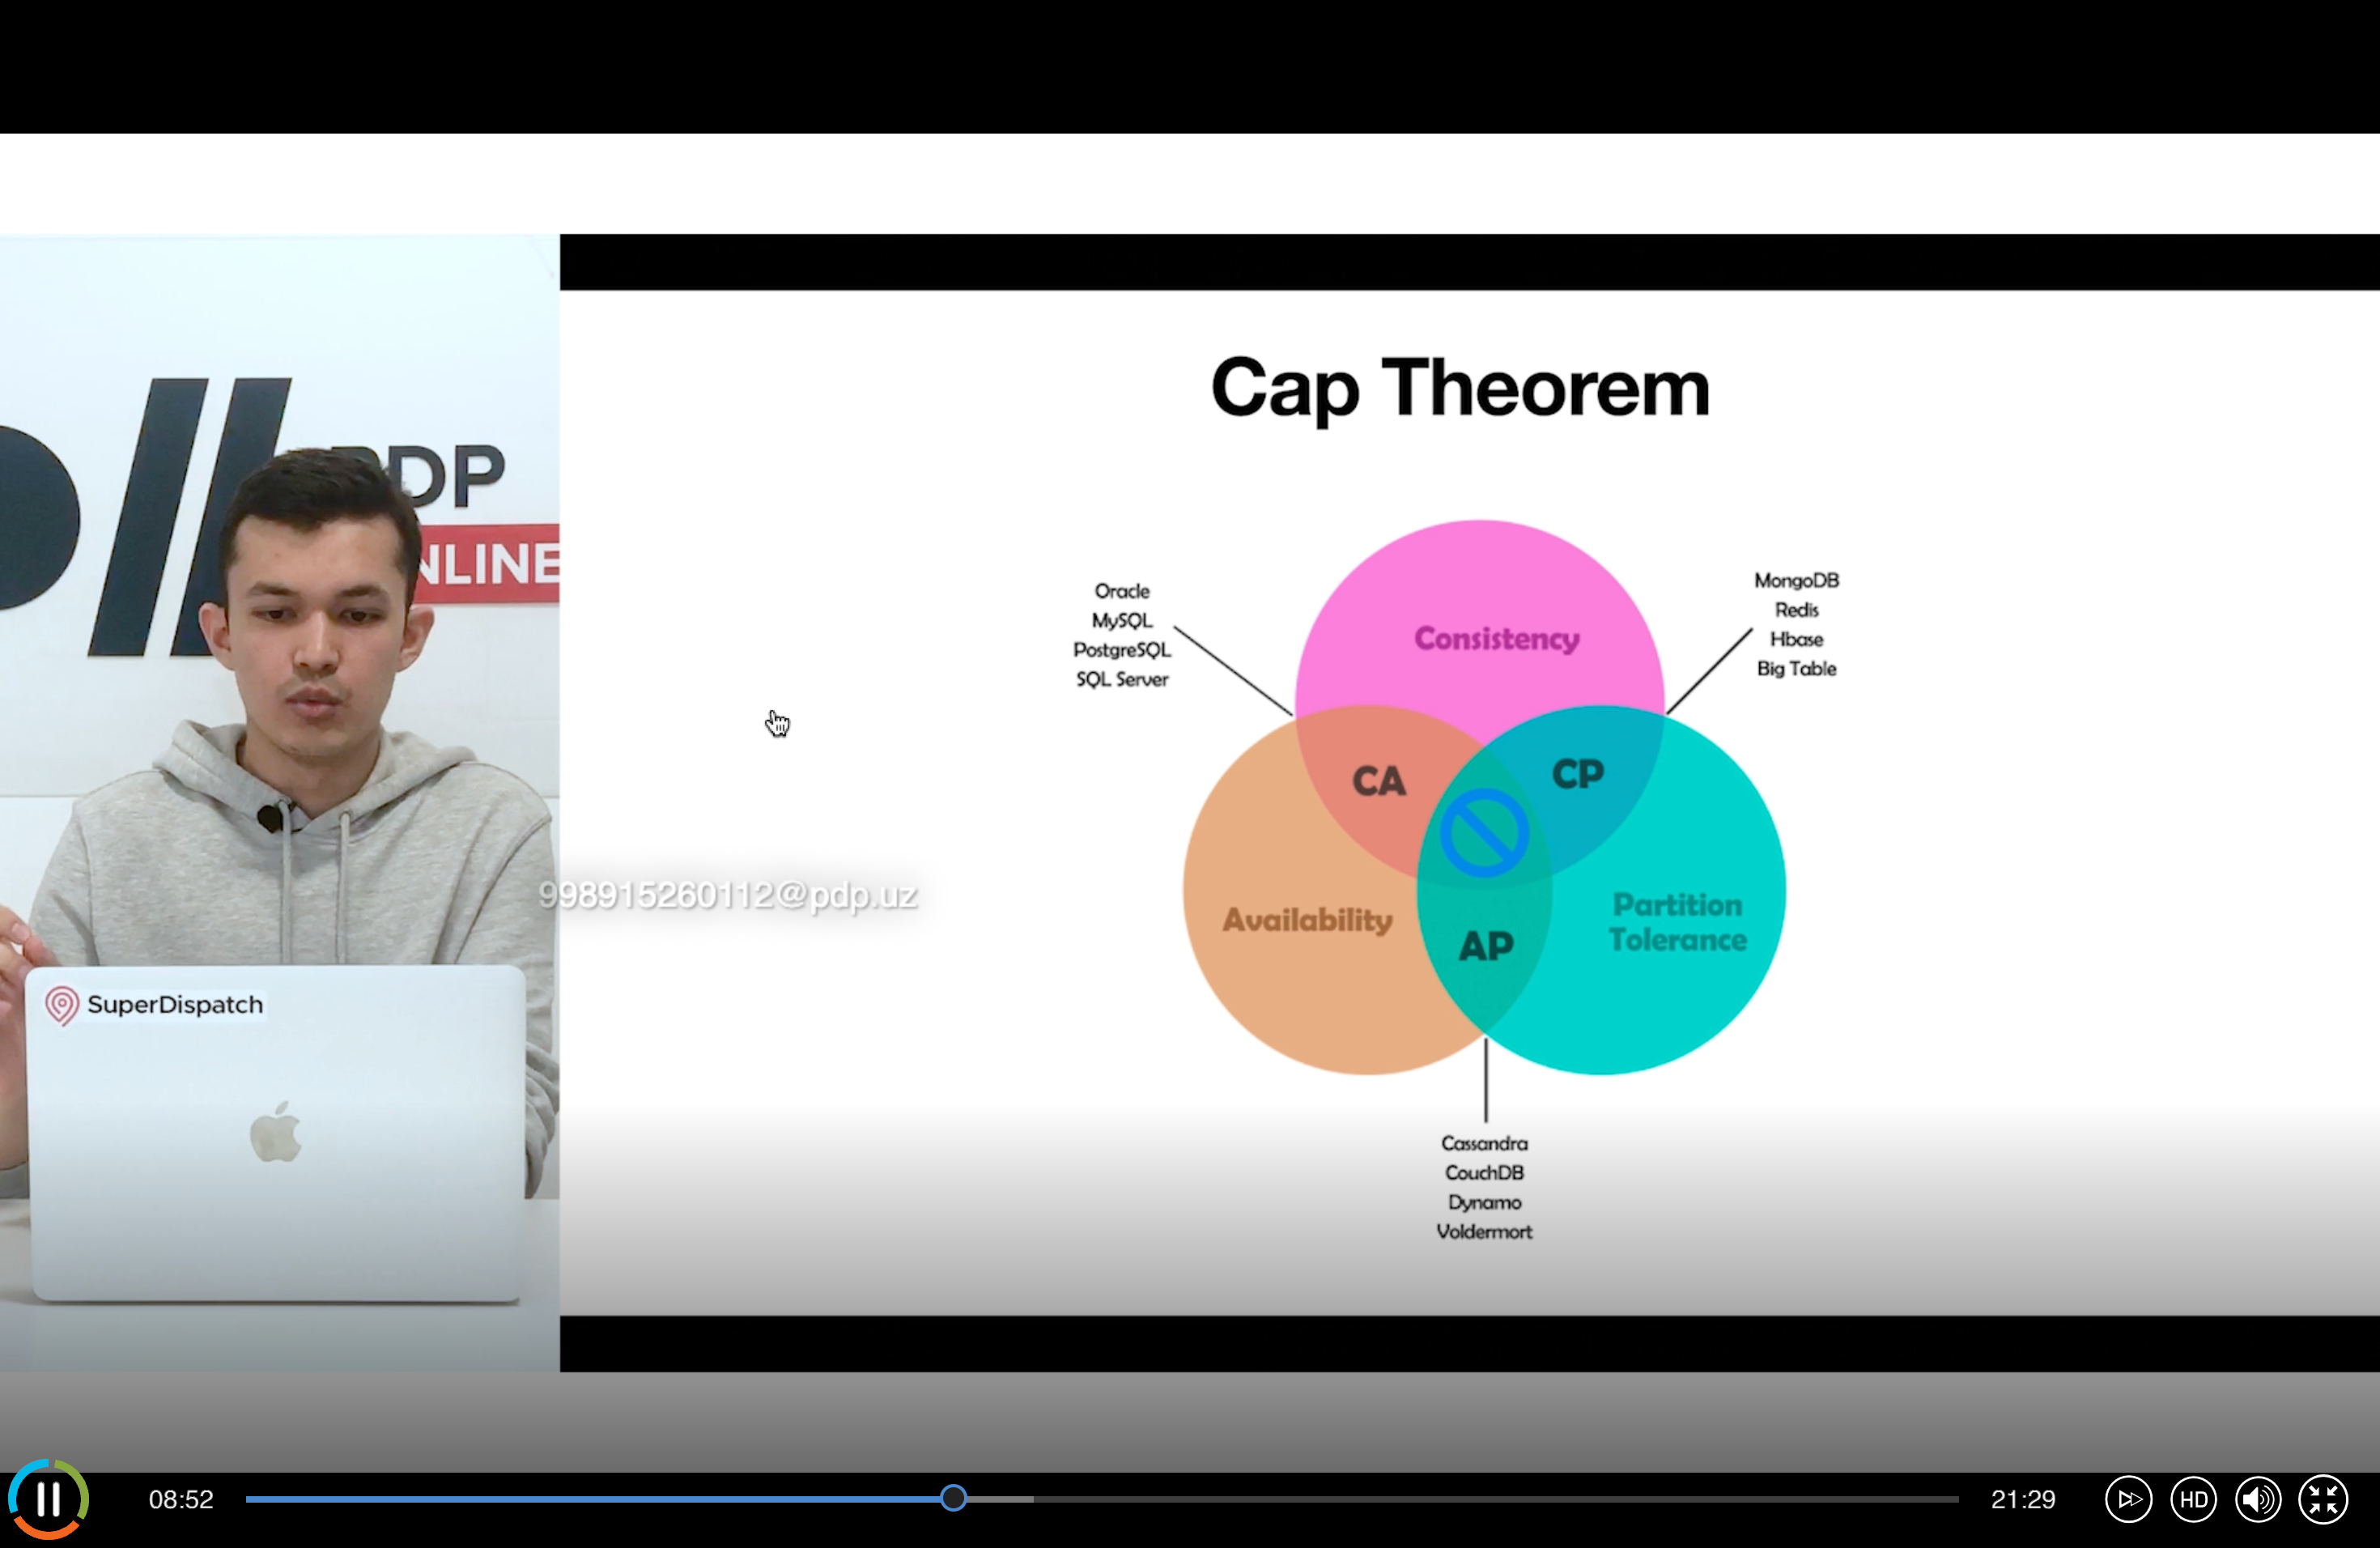 DP
NLINE
SuperDispatch
998915260112@pdp.uz
Cap Theorem
Oracle
MySQL
PostgreSQL
SQL Server
MongoDB
Redis
Hbase
Big Table
Consistency
CA
CP
Availability
AP
Partition
Tolerance
Cassandra
CouchDB
Dynamo
Voldermort
08:52
21:29
HD